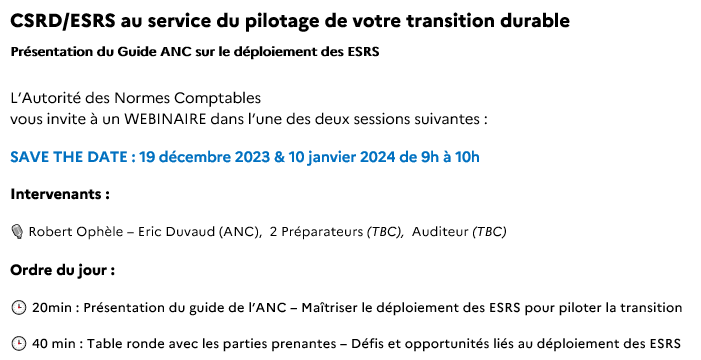 CSRD/ESRS au service du pilotage de votre transition durable
Présentation du Guide ANC sur le déploiement des ESRS
L'Autorité des Normes Comptables
vous invite à un WEBINAIRE dans l'une des deux sessions suivantes :
SAVE THE DATE : 19 décembre 2023 & 10 janvier 2024 de 9h à 10h
Intervenants :
Robert Ophèle – Eric Duvaud (ANC), 2 Préparateurs (TBC), Auditeur (TBC)
Ordre du jour :
20min : Présentation du guide de l'ANC – Maîtriser le déploiement des ESRS pour piloter la transition
40 min : Table ronde avec les parties prenantes – Défis et opportunités liés au déploiement des ESRS